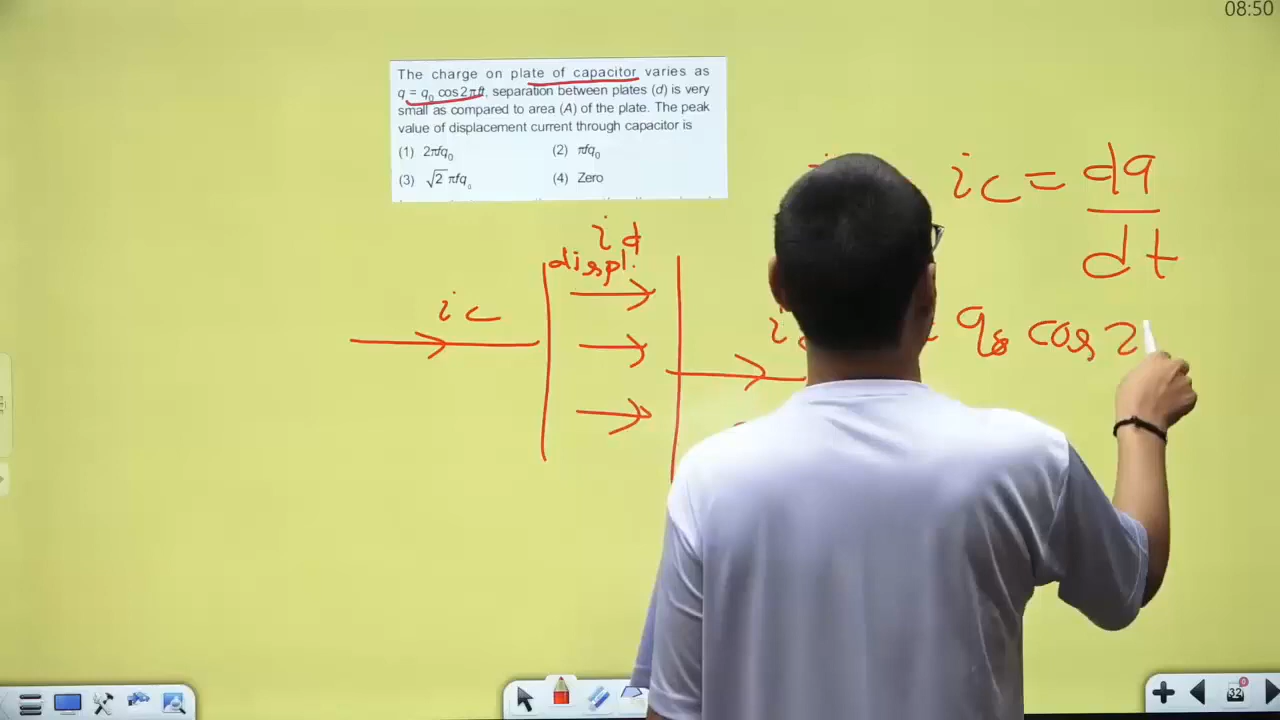 08:50
The charge on plate of capacitor varies as
q = q₀ cos2πft, separation between plates (d) is very
small as compared to area (A) of the plate. The peak
value of displacement current through capacitor is
(1) 2πfq₀ (2) πfq₀
(3) √2 πfq₀ (4) Zero
ic = dq/dt
id
displ.
ic
q₀ cos 2
32